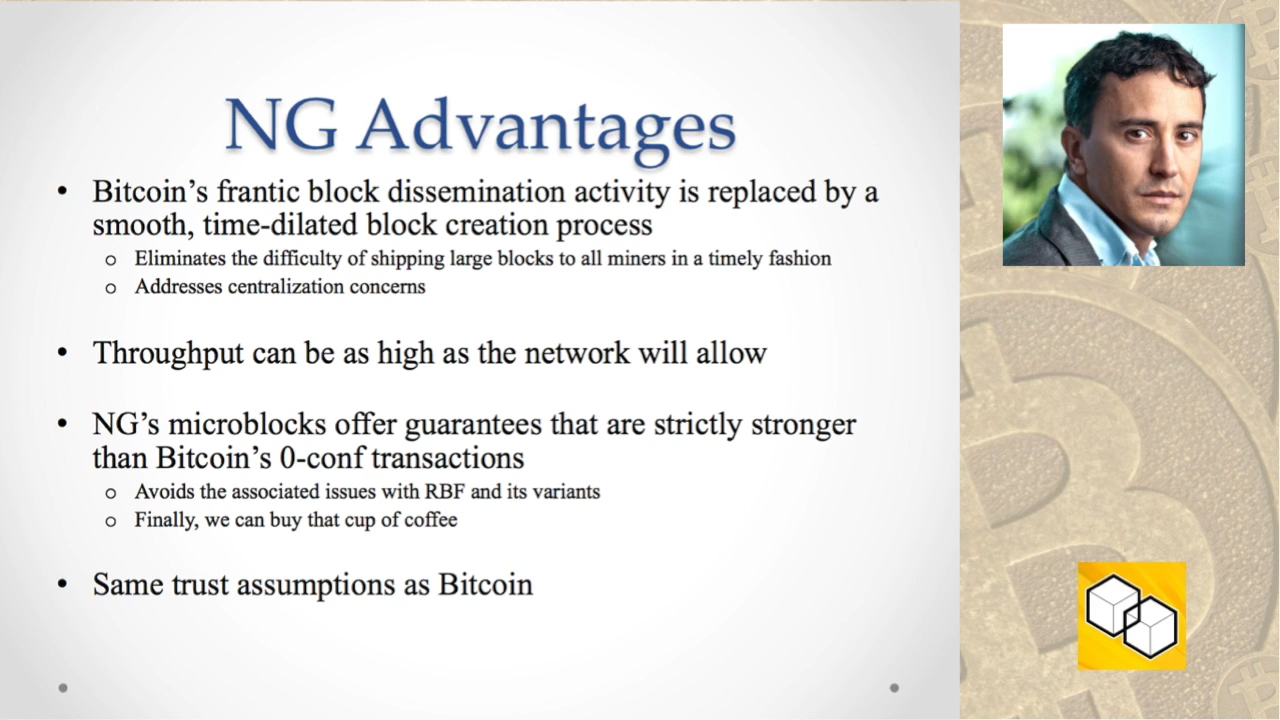 NG Advantages
• Bitcoin’s frantic block dissemination activity is replaced by a
smooth, time-dilated block creation process
o Eliminates the difficulty of shipping large blocks to all miners in a timely fashion
o Addresses centralization concerns
• Throughput can be as high as the network will allow
• NG’s microblocks offer guarantees that are strictly stronger
than Bitcoin’s 0-conf transactions
o Avoids the associated issues with RBF and its variants
o Finally, we can buy that cup of coffee
• Same trust assumptions as Bitcoin